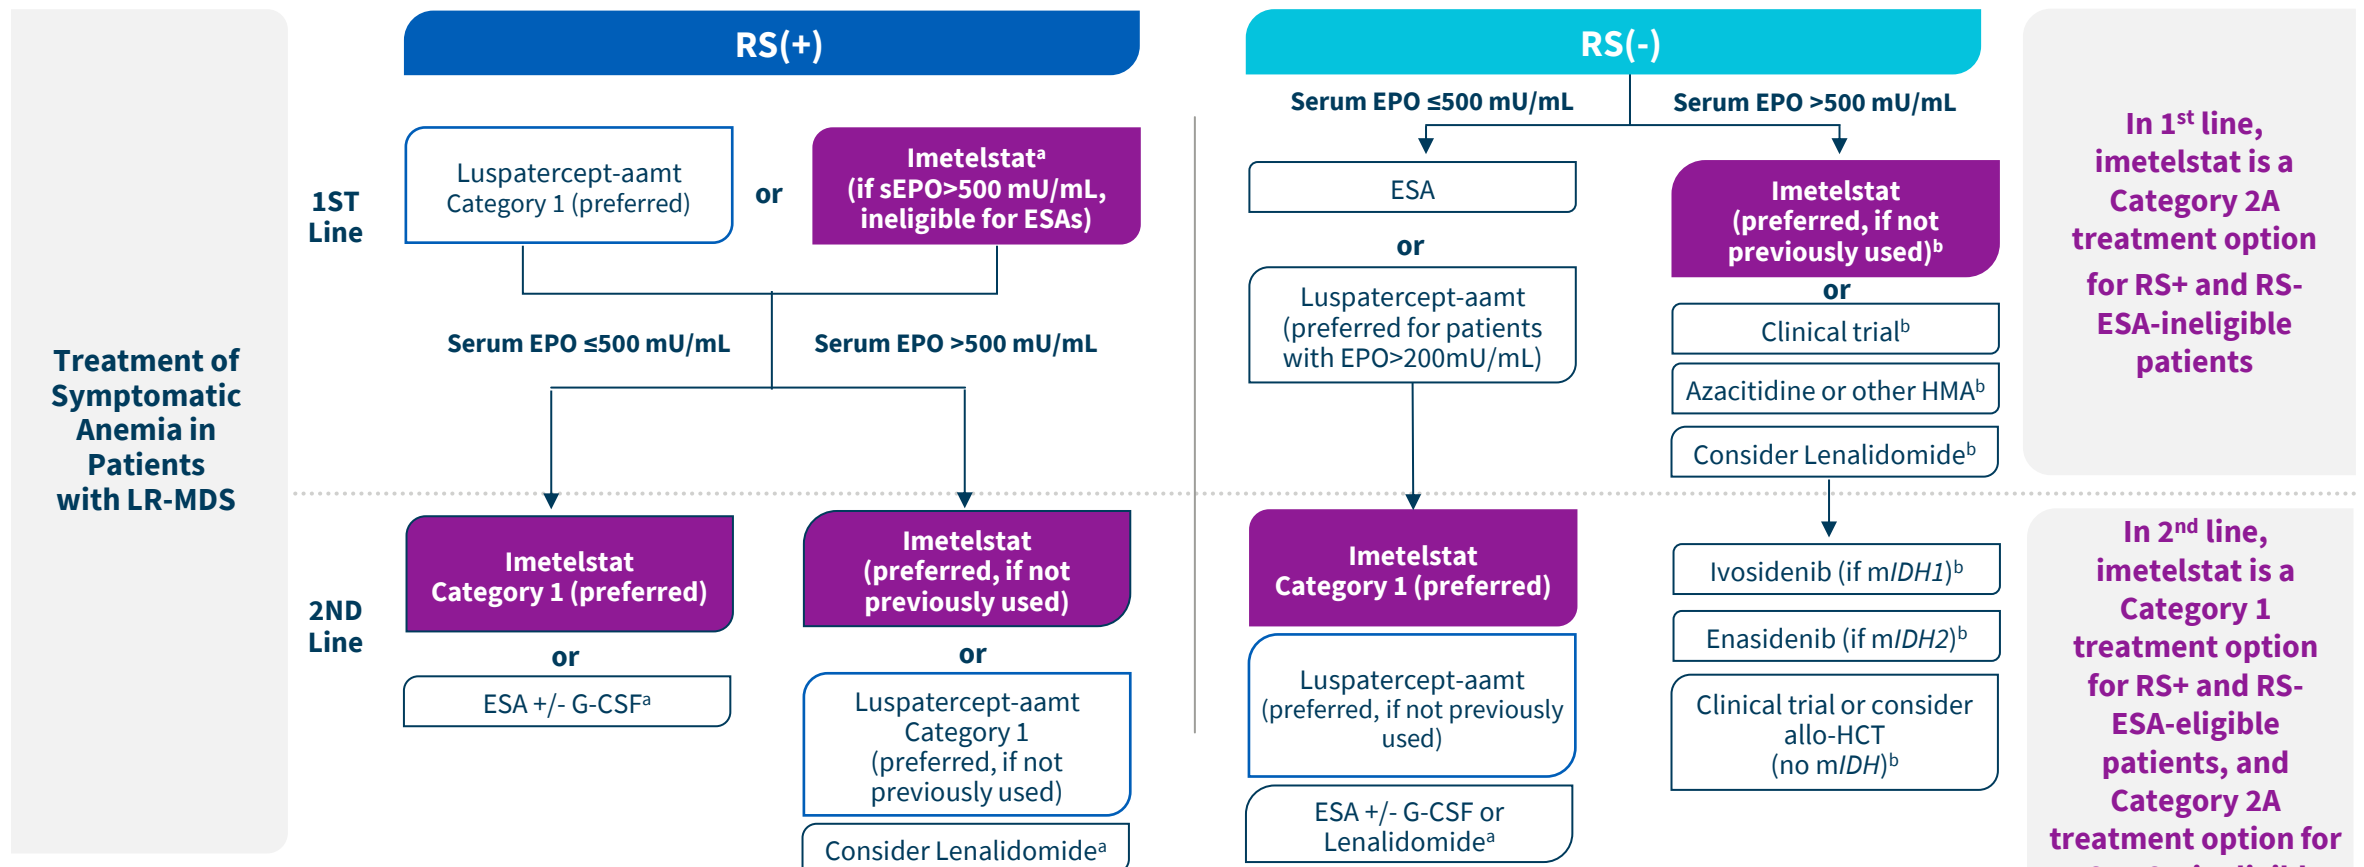 Treatment of
Symptomatic
Anemia in
Patients
with LR-MDS
RS(+)
1ST
Line
Luspatercept-aamt
Category 1 (preferred)
or
Imetelstatᵃ
(if sEPO>500 mU/mL,
ineligible for ESAs)
Serum EPO ≤500 mU/mL
Serum EPO >500 mU/mL
2ND
Line
Imetelstat
Category 1 (preferred)
or
ESA +/- G-CSFᵃ
Imetelstat
(preferred, if not
previously used)
or
Luspatercept-aamt
Category 1
(preferred, if not
previously used)
Consider Lenalidomideᵃ
RS(-)
Serum EPO ≤500 mU/mL
Serum EPO >500 mU/mL
ESA
or
Luspatercept-aamt
(preferred for patients
with EPO>200mU/mL)
Imetelstat
(preferred, if not
previously used)ᵇ
or
Clinical trialᵇ
Azacitidine or other HMAᵇ
Consider Lenalidomideᵇ
Imetelstat
Category 1 (preferred)
Luspatercept-aamt
(preferred, if not previously
used)
ESA +/- G-CSF or
Lenalidomideᵃ
Ivosidenib (if mIDH1)ᵇ
Enasidenib (if mIDH2)ᵇ
Clinical trial or consider
allo-HCT
(no mIDH)ᵇ
In 1ˢᵗ line,
imetelstat is a
Category 2A
treatment option
for RS+ and RS-
ESA-ineligible
patients
In 2ⁿᵈ line,
imetelstat is a
Category 1
treatment option
for RS+ and RS-
ESA-eligible
patients, and
Category 2A
treatment option for